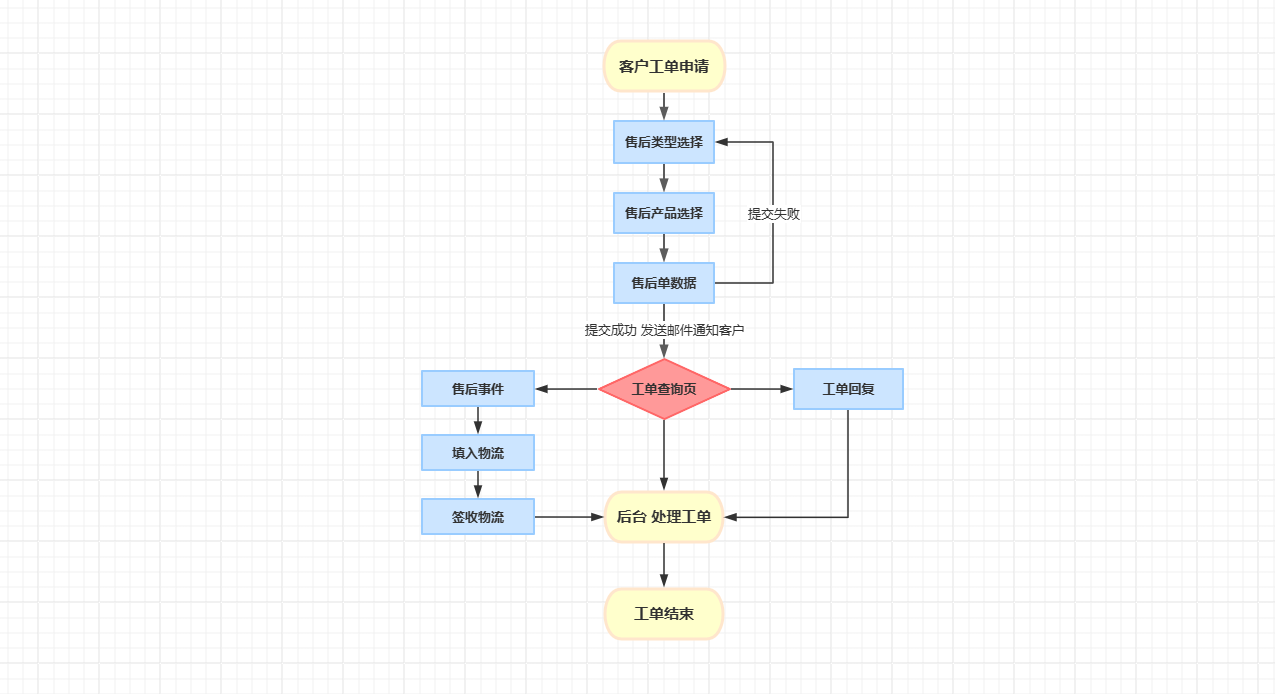 客户工单申请
售后类型选择
售后产品选择
提交失败
售后单数据
提交成功 发送邮件通知客户
售后事件
工单查询页
工单回复
填入物流
签收物流
后台 处理工单
工单结束